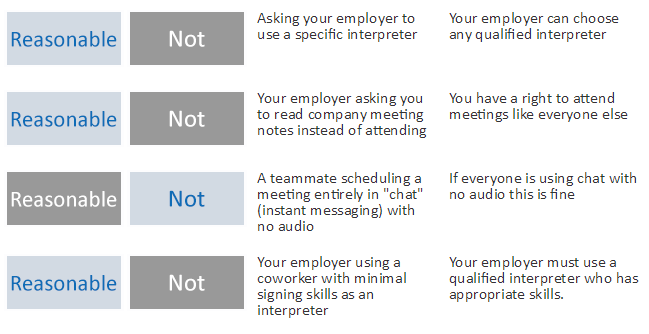 Reasonable
Not
Asking your employer to
use a specific interpreter
Your employer can choose
any qualified interpreter
Reasonable
Not
Your employer asking you
to read company meeting
notes instead of attending
You have a right to attend
meetings like everyone else
Reasonable
Not
A teammate scheduling a
meeting entirely in "chat"
(instant messaging) with
no audio
If everyone is using chat with
no audio this is fine
Reasonable
Not
Your employer using a
coworker with minimal
signing skills as an
interpreter
Your employer must use a
qualified interpreter who has
appropriate skills.